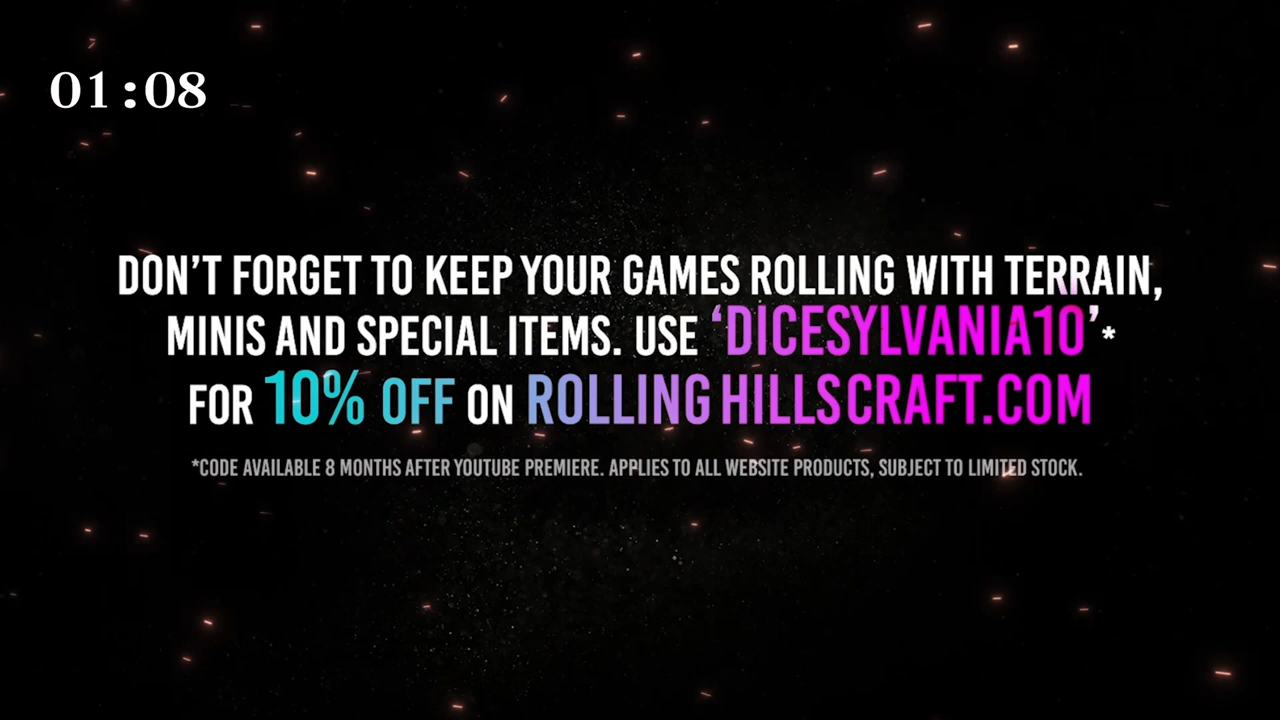 01:08
DON'T FORGET TO KEEP YOUR GAMES ROLLING WITH TERRAIN,
MINIS AND SPECIAL ITEMS. USE ‘DICESYLVANIA10’*
FOR 10% OFF ON ROLLINGHILLSCRAFT.COM
*CODE AVAILABLE 8 MONTHS AFTER YOUTUBE PREMIERE. APPLIES TO ALL WEBSITE PRODUCTS, SUBJECT TO LIMITED STOCK.